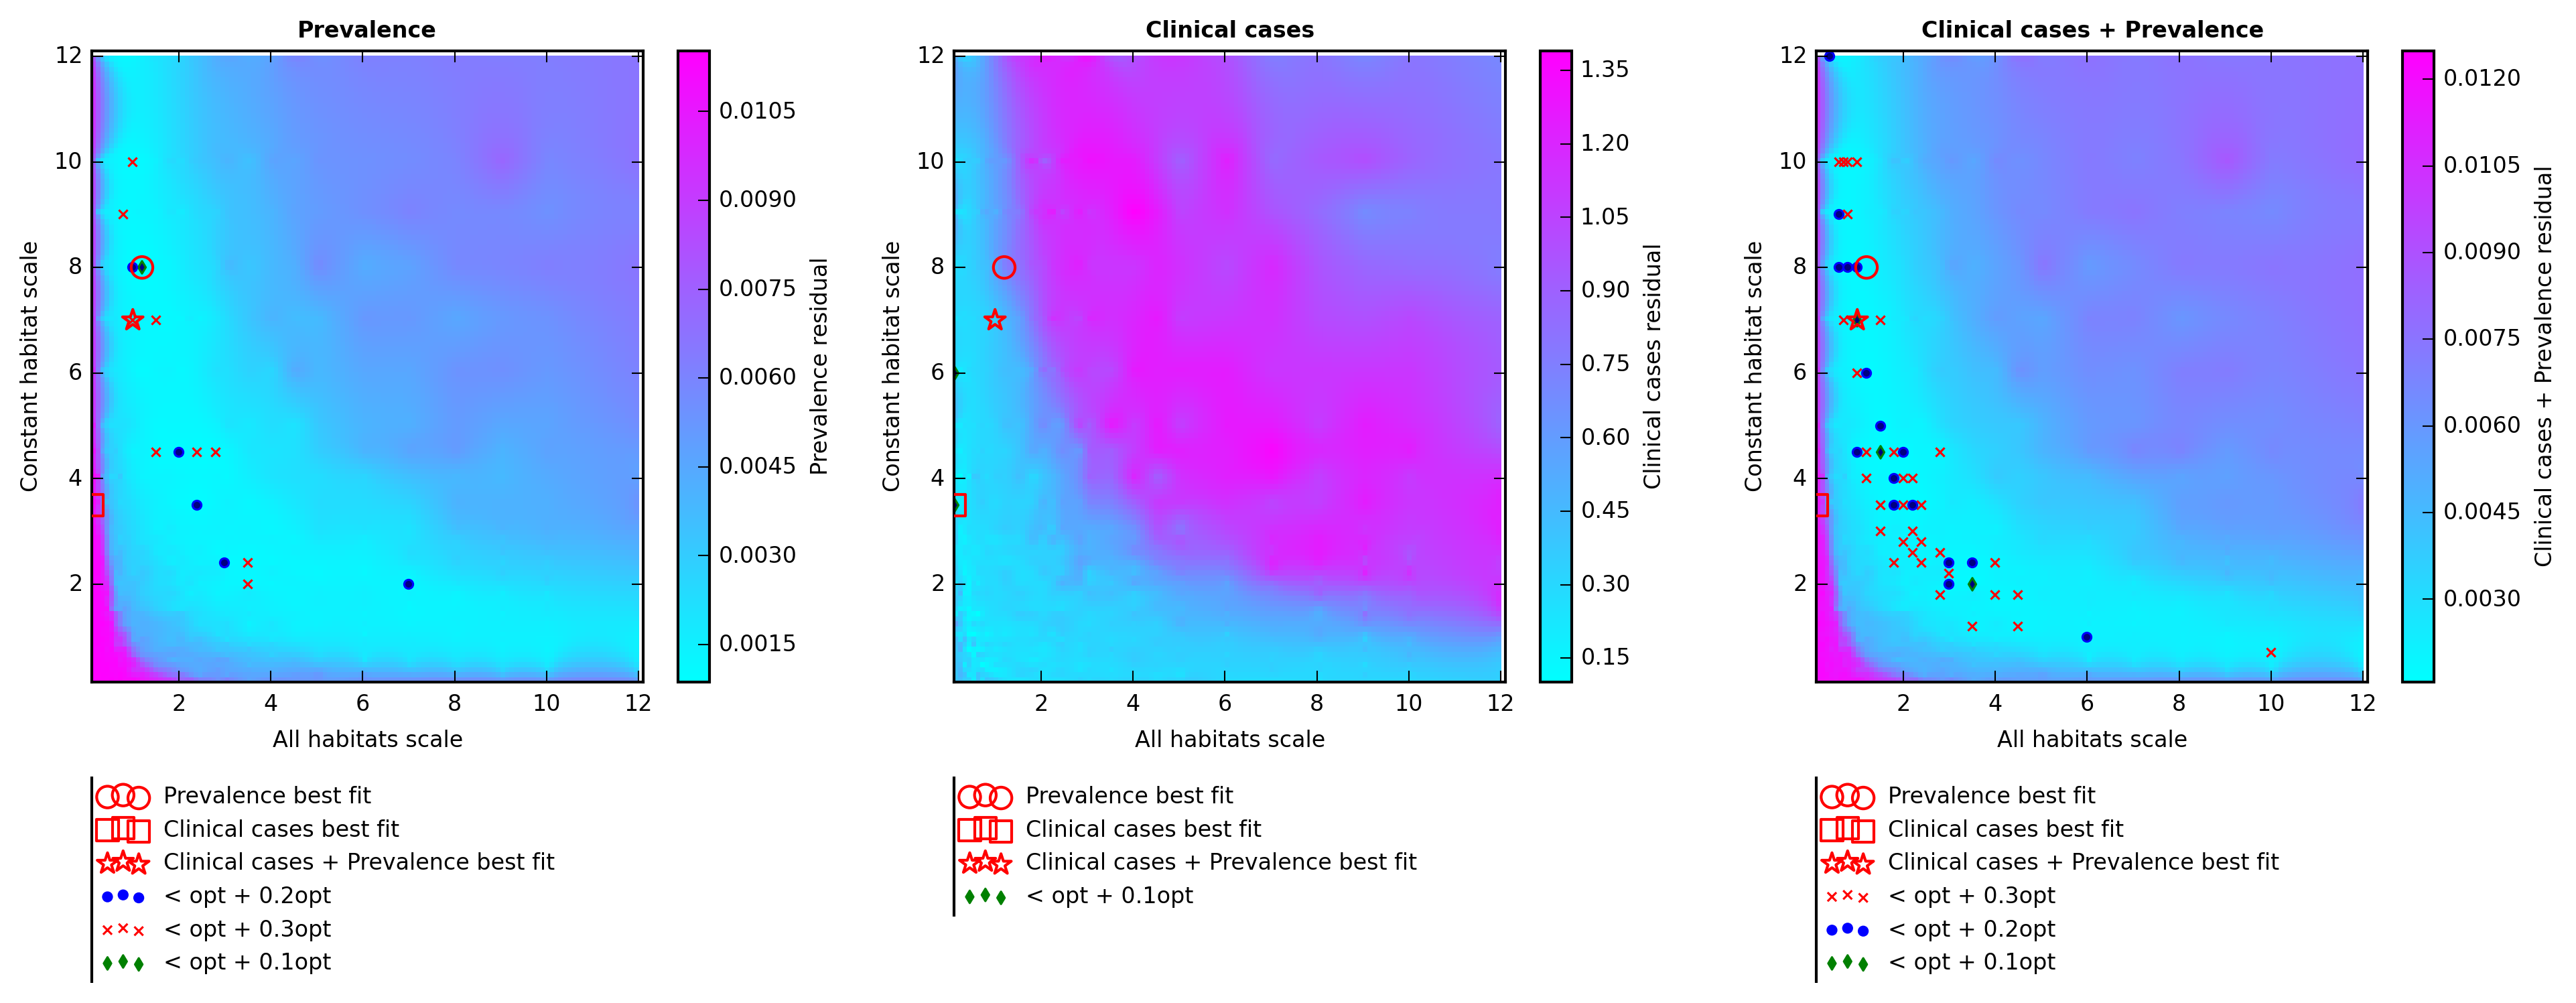 Prevalence
12
10
8
6
4
2
Constant habitat scale
2 4 6 8 10 12
All habitats scale
0.0105
0.0090
0.0075
0.0060
0.0045
0.0030
0.0015
Prevalence residual
Prevalence best fit
Clinical cases best fit
Clinical cases + Prevalence best fit
< opt + 0.2opt
< opt + 0.3opt
< opt + 0.1opt
Clinical cases
12
10
8
6
4
2
Constant habitat scale
2 4 6 8 10 12
All habitats scale
1.35
1.20
1.05
0.90
0.75
0.60
0.45
0.30
0.15
Clinical cases residual
Prevalence best fit
Clinical cases best fit
Clinical cases + Prevalence best fit
< opt + 0.1opt
Clinical cases + Prevalence
12
10
8
6
4
2
Constant habitat scale
2 4 6 8 10 12
All habitats scale
0.0120
0.0105
0.0090
0.0075
0.0060
0.0045
0.0030
Clinical cases + Prevalence residual
Prevalence best fit
Clinical cases best fit
Clinical cases + Prevalence best fit
< opt + 0.3opt
< opt + 0.2opt
< opt + 0.1opt